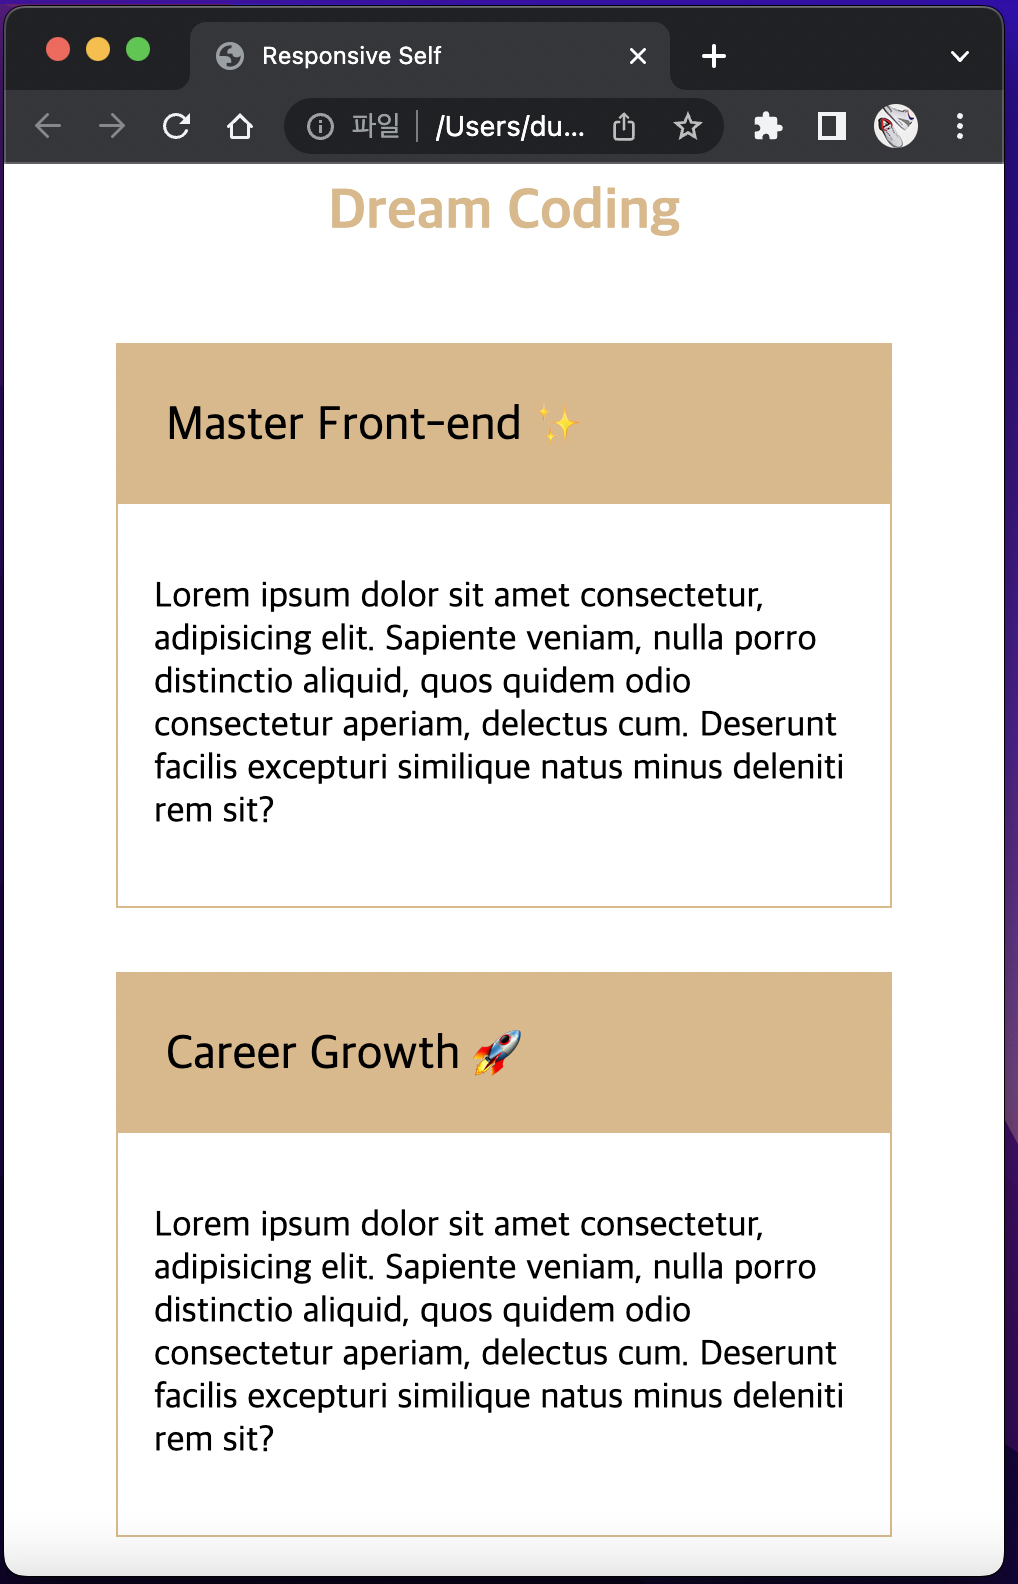 Responsive Self
파일 /Users/du...
Dream Coding
Master Front-end ✨
Lorem ipsum dolor sit amet consectetur,
adipisicing elit. Sapiente veniam, nulla porro
distinctio aliquid, quos quidem odio
consectetur aperiam, delectus cum. Deserunt
facilis excepturi similique natus minus deleniti
rem sit?
Career Growth 🚀
Lorem ipsum dolor sit amet consectetur,
adipisicing elit. Sapiente veniam, nulla porro
distinctio aliquid, quos quidem odio
consectetur aperiam, delectus cum. Deserunt
facilis excepturi similique natus minus deleniti
rem sit?